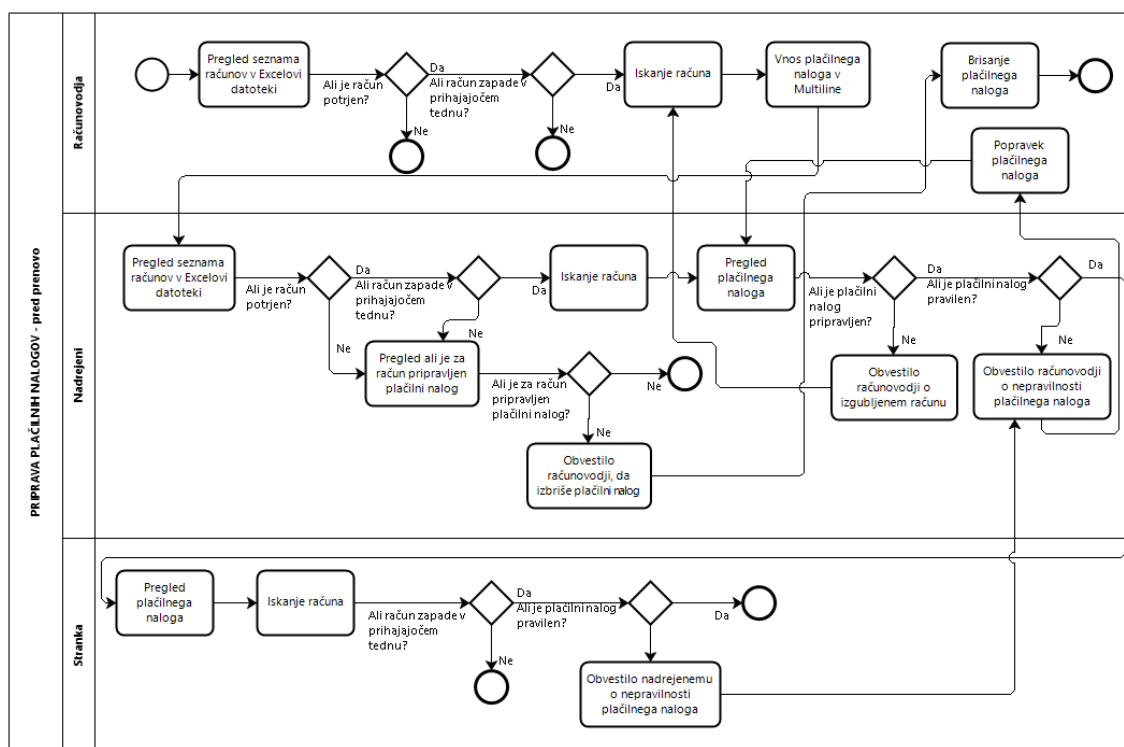 PRIPRAVA PLAČILNIH NALOGOV - pred prenovo
Računovodja
Pregled seznama
računov v Excelovi
datoteki
Ali je račun
potrjen?
Da
Ne
Ali račun zapade v
prihajajočem
tednu?
Da
Ne
Iskanje računa
Vnos plačilnega
naloga v
Multiline
Brisanje
plačilnega
naloga
Popravek
plačilnega
naloga
Nadrejeni
Pregled seznama
računov v Excelovi
datoteki
Ali je račun
potrjen?
Da
Ne
Ali račun zapade v
prihajajočem
tednu?
Da
Ne
Iskanje računa
Pregled
plačilnega
naloga
Ali je plačilni
nalog
pripravljen?
Da
Ne
Ali je plačilni nalog
pravilen?
Da
Ne
Pregled ali je za
račun pripravljen
plačilni nalog
Ali je za račun
pripravljen
plačilni nalog?
Ne
Ne
Obvestilo
računovodji, da
izbriše plačilni nalog
Obvestilo
računovodji o
izgubljenem računu
Obvestilo računovodji
o nepravilnosti
plačilnega naloga
Stranka
Pregled
plačilnega
naloga
Iskanje računa
Ali račun zapade v
prihajajočem
tednu?
Da
Ne
Ali je plačilni nalog
pravilen?
Da
Ne
Obvestilo nadrejenemu
o nepravilnosti
plačilnega naloga